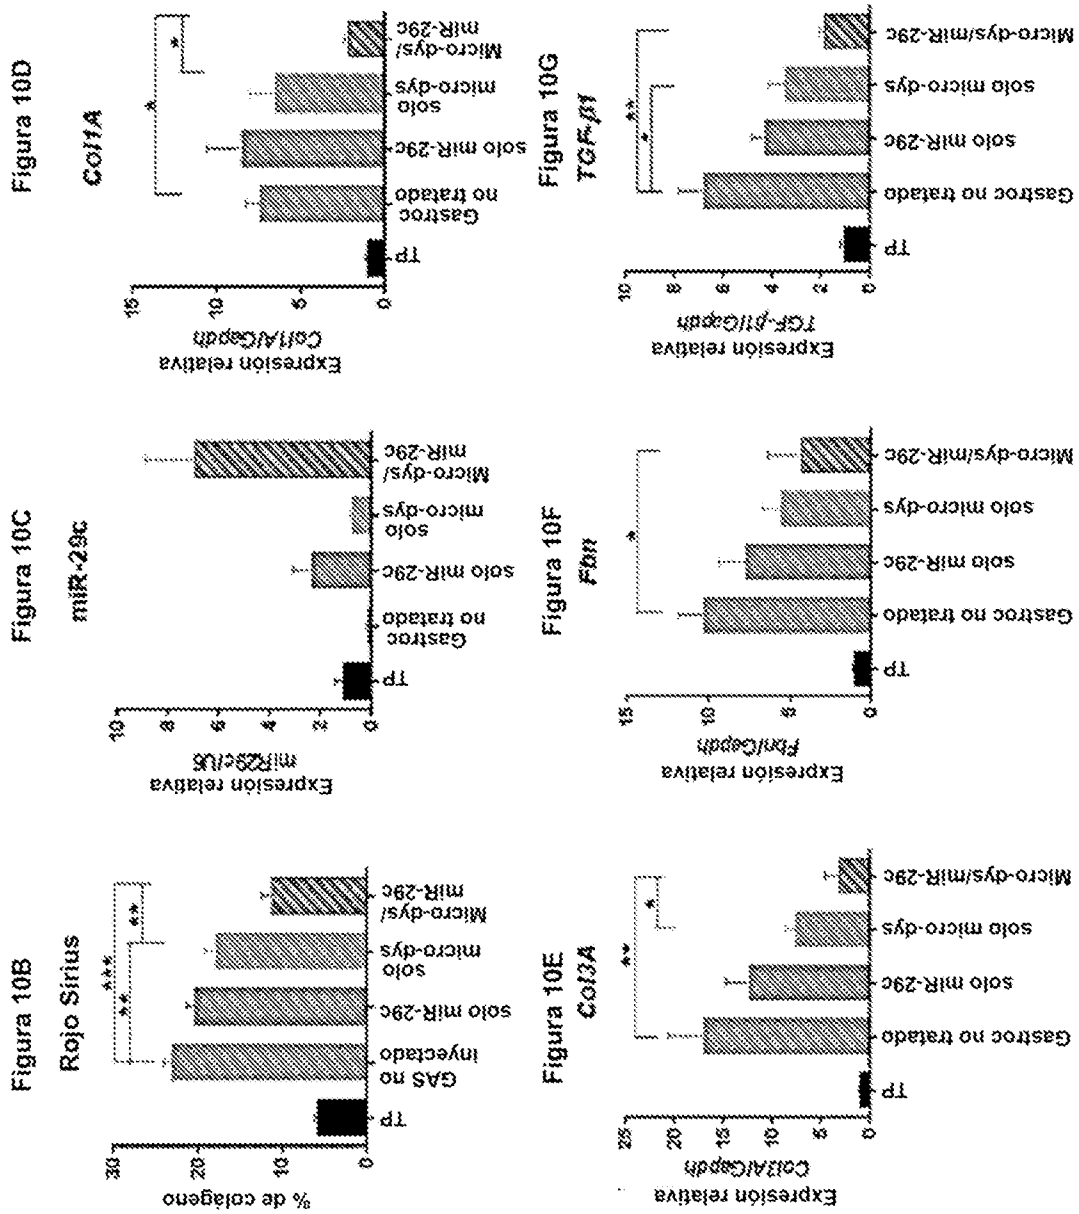 Figura 10B
Rojo Sirius
% de colágeno
30
20
10
0
***
**
**
TP
GAS no
inyectado
solo miR-29c
solo
micro-dys
Micro-dys/
miR-29c
Figura 10C
miR-29c
Expresión relativa
miR29c/U6
10
8
6
4
2
0
TP
Gastroc
no tratado
solo miR-29c
solo
micro-dys
Micro-dys/
miR-29c
Figura 10D
Col1A
Expresión relativa
Col1A/Gapdh
15
10
5
0
*
*
TP
Gastroc
no tratado
solo miR-29c
solo
micro-dys
Micro-dys/
miR-29c
Figura 10E
Col3A
Expresión relativa
Col3A/Gapdh
25
20
15
10
5
0
**
*
TP
Gastroc no tratado
solo miR-29c
solo micro-dys
Micro-dys/miR-29c
Figura 10F
Fbn
Expresión relativa
Fbn/Gapdh
15
10
5
0
*
TP
Gastroc no tratado
solo miR-29c
solo micro-dys
Micro-dys/miR-29c
Figura 10G
TGF-β1
Expresión relativa
TGF-β1/Gapdh
10
8
6
4
2
0
**
*
TP
Gastroc no tratado
solo miR-29c
solo micro-dys
Micro-dys/miR-29c